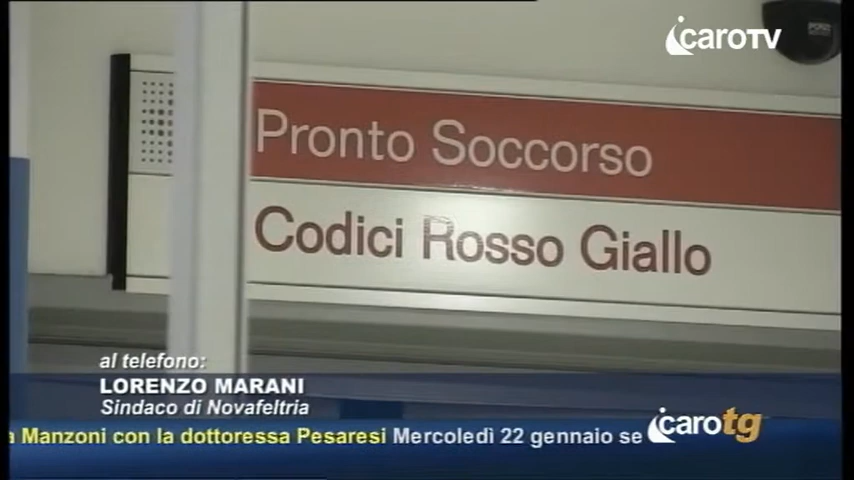 icaroTV
Pronto Soccorso
Codici Rosso Giallo
al telefono:
LORENZO MARANI
Sindaco di Novafeltria
a Manzoni con la dottoressa Pesaresi Mercoledì 22 gennaio se
icarotg